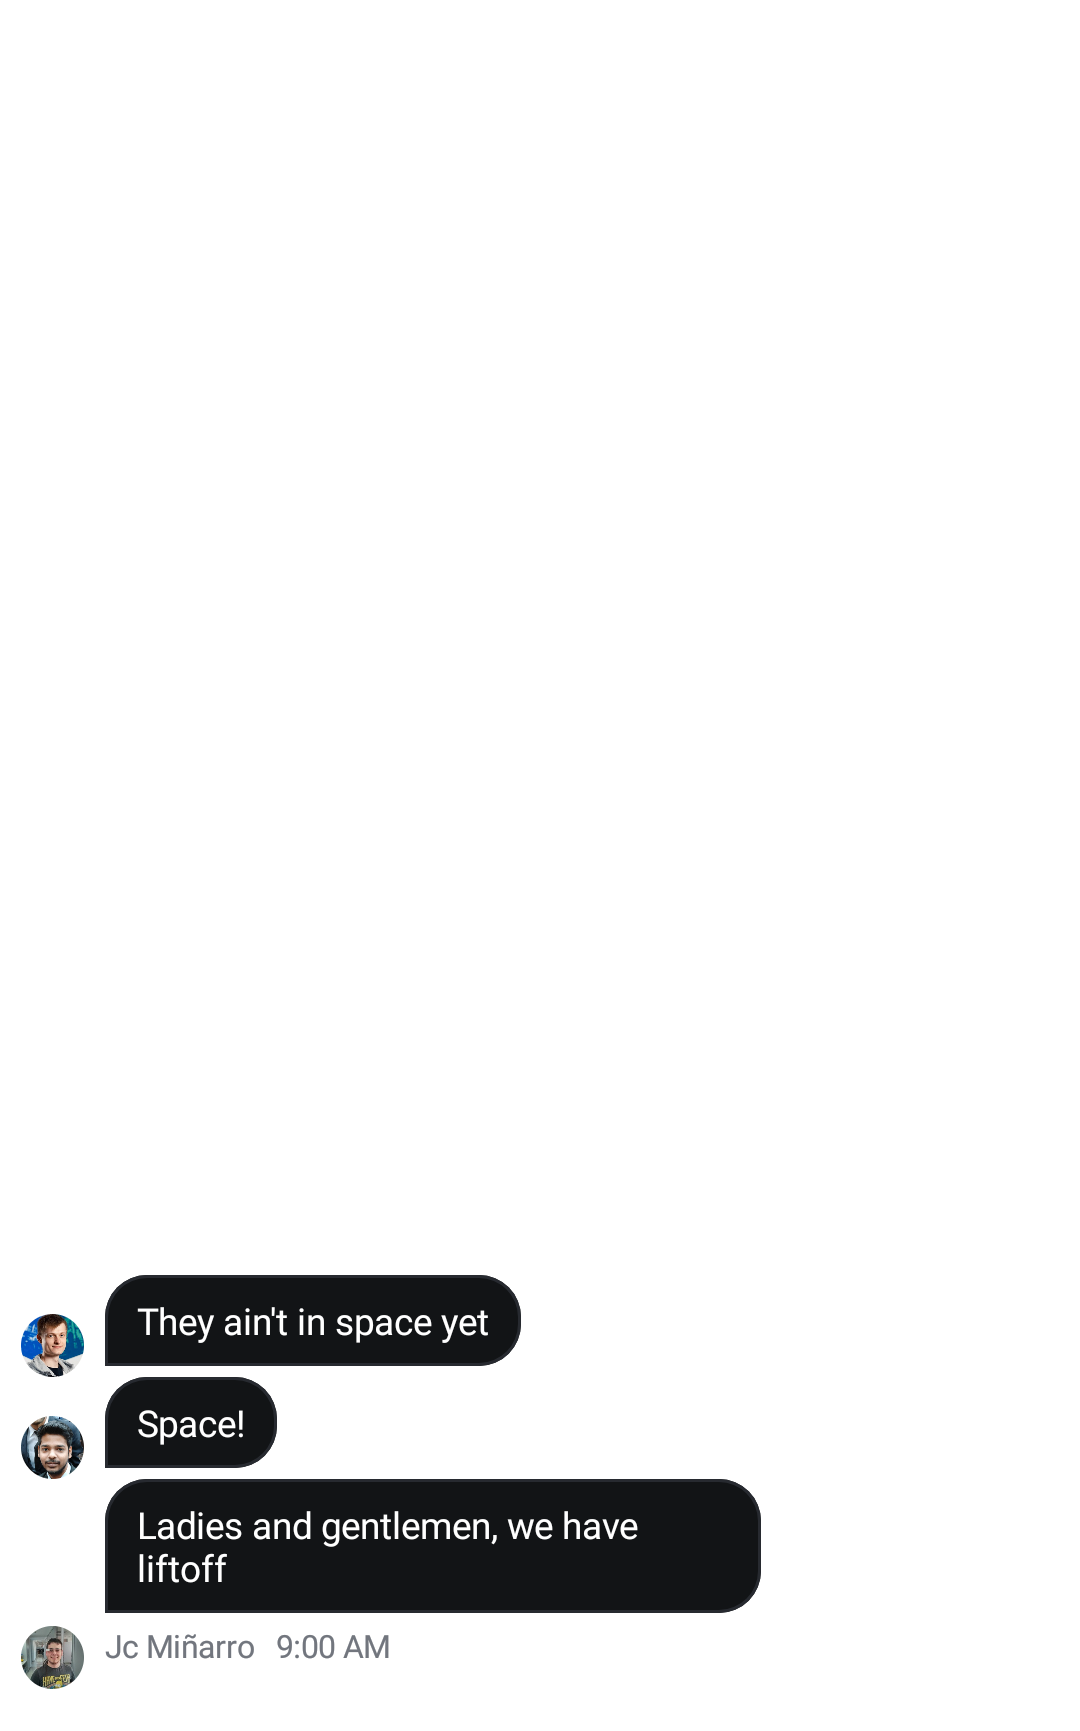 They ain't in space yet
Space!
Ladies and gentlemen, we have
liftoff
Jc Miñarro 9:00 AM